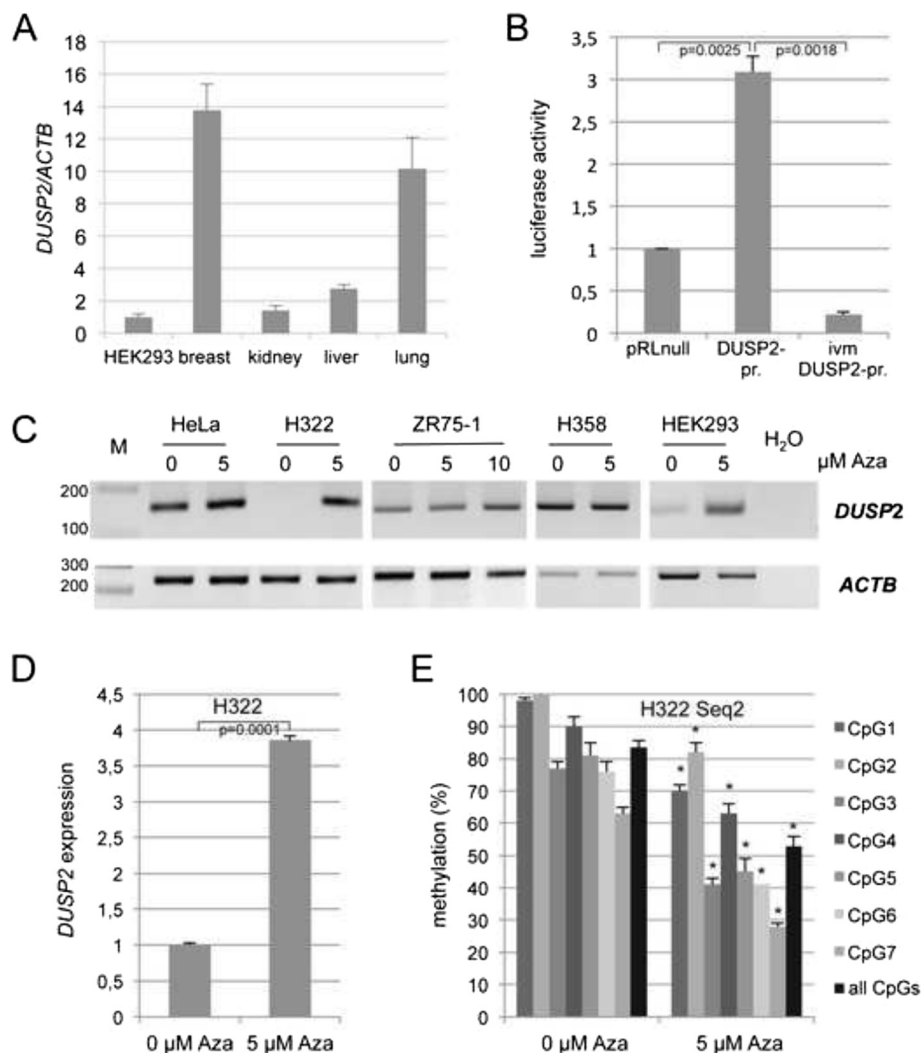 A
DUSP2/ACTB
18
16
14
12
10
8
6
4
2
0
HEK293 breast kidney liver lung
B
luciferase activity
3,5
3
2,5
2
1,5
1
0,5
0
p=0.0025 p=0.0018
pRLnull DUSP2-pr. ivm DUSP2-pr.
C
HeLa H322 ZR75-1 H358 HEK293 H2O
M 0 5 0 5 0 5 10 0 5 0 5 µM Aza
200
100
DUSP2
300
200
ACTB
D
DUSP2 expression
4,5
4
3,5
3
2,5
2
1,5
1
0,5
0
H322
p=0.0001
0 µM Aza 5 µM Aza
E
methylation (%)
100
90
80
70
60
50
40
30
20
10
0
H322 Seq2
* * * * * * * *
0 µM Aza 5 µM Aza
CpG1
CpG2
CpG3
CpG4
CpG5
CpG6
CpG7
all CpGs